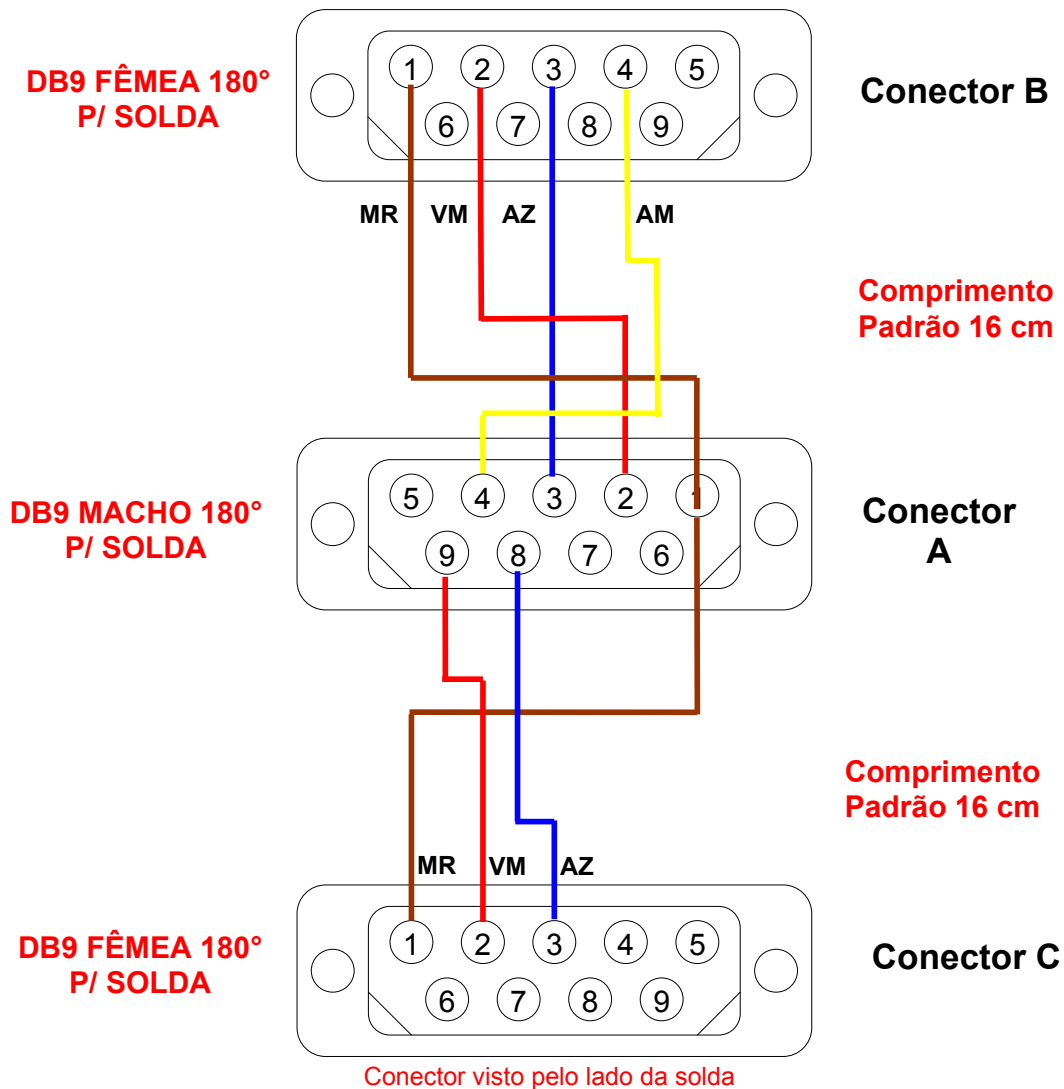 1 2 3 4 5
6 7 8 9
DB9 FÊMEA 180°
P/ SOLDA
Conector B
MR VM AZ AM
Comprimento
Padrão 16 cm
5 4 3 2 1
9 8 7 6
DB9 MACHO 180°
P/ SOLDA
Conector
A
Comprimento
Padrão 16 cm
MR VM AZ
1 2 3 4 5
6 7 8 9
DB9 FÊMEA 180°
P/ SOLDA
Conector C
Conector visto pelo lado da solda